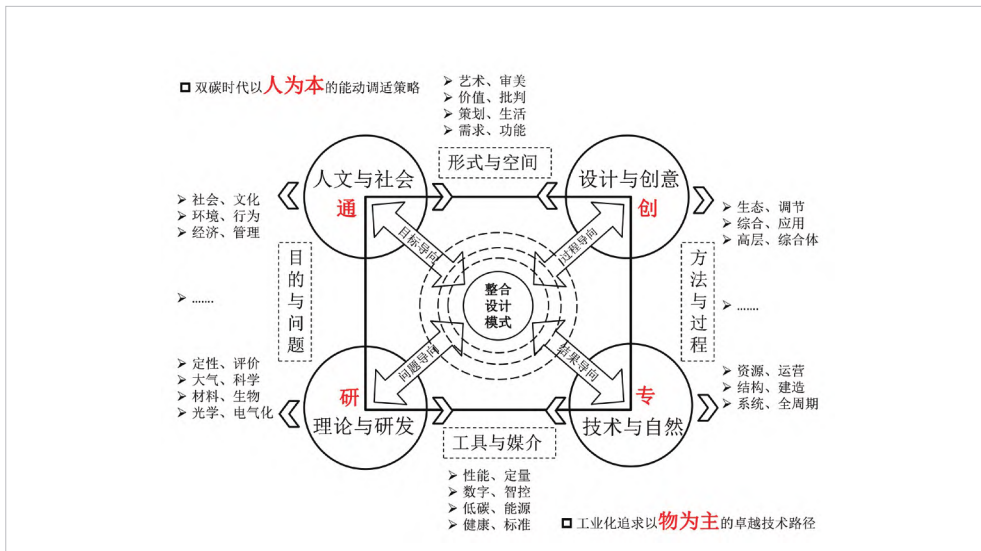 双碳时代以人为本的能动调适策略
艺术、审美
价值、批判
策划、生活
需求、功能
形式与空间
人文与社会
通
设计与创意
创
社会、文化
环境、行为
经济、管理
生态、调节
综合、应用
高层、综合体
目标导向
过程导向
目的与问题
整合
设计
模式
方法与过程
.......
.......
问题导向
结果导向
定性、评价
大气、科学
材料、生物
光学、电气化
研
理论与研发
专
技术与自然
资源、运营
结构、建造
系统、全周期
工具与媒介
性能、定量
数字、智控
低碳、能源
健康、标准
工业化追求以物为主的卓越技术路径